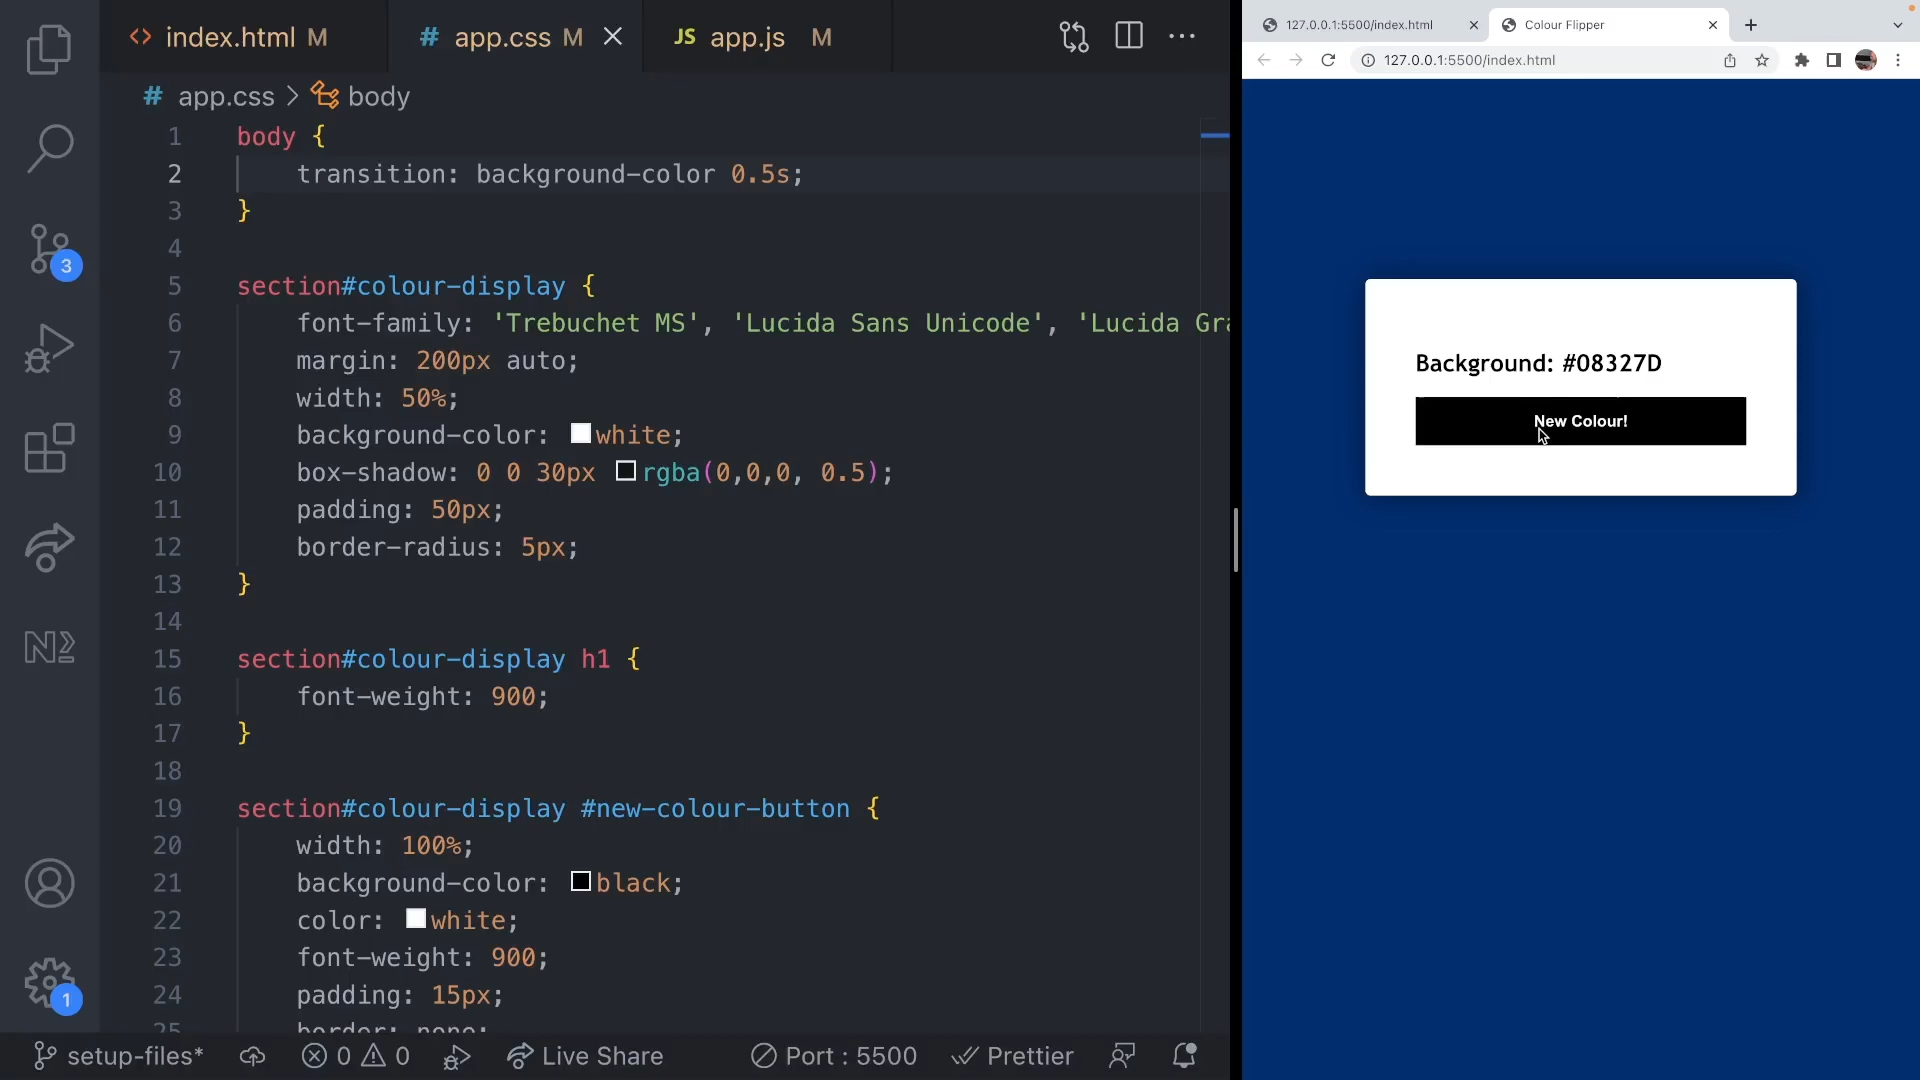 <> index.html M
# app.css M
JS app.js M
# app.css > body
1 body {
2 transition: background-color 0.5s;
3 }
4
5 section#colour-display {
6 font-family: 'Trebuchet MS', 'Lucida Sans Unicode', 'Lucida Gra
7 margin: 200px auto;
8 width: 50%;
9 background-color: white;
10 box-shadow: 0 0 30px rgba(0,0,0, 0.5);
11 padding: 50px;
12 border-radius: 5px;
13 }
14
15 section#colour-display h1 {
16 font-weight: 900;
17 }
18
19 section#colour-display #new-colour-button {
20 width: 100%;
21 background-color: black;
22 color: white;
23 font-weight: 900;
24 padding: 15px;
25 border: none;
3
1
setup-files* 0 0 Live Share Port : 5500 Prettier
127.0.0.1:5500/index.html
Colour Flipper
127.0.0.1:5500/index.html
Background: #08327D
New Colour!